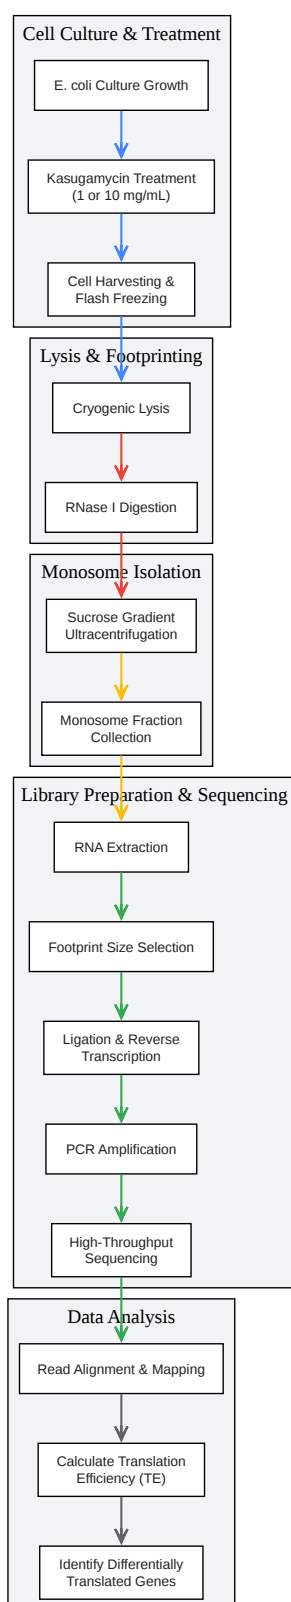 Cell Culture & Treatment
E. coli Culture Growth
Kasugamycin Treatment
(1 or 10 mg/mL)
Cell Harvesting &
Flash Freezing
Lysis & Footprinting
Cryogenic Lysis
RNase I Digestion
Monosome Isolation
Sucrose Gradient
Ultracentrifugation
Monosome Fraction
Collection
Library Preparation & Sequencing
RNA Extraction
Footprint Size Selection
Ligation & Reverse
Transcription
PCR Amplification
High-Throughput
Sequencing
Data Analysis
Read Alignment & Mapping
Calculate Translation
Efficiency (TE)
Identify Differentially
Translated Genes